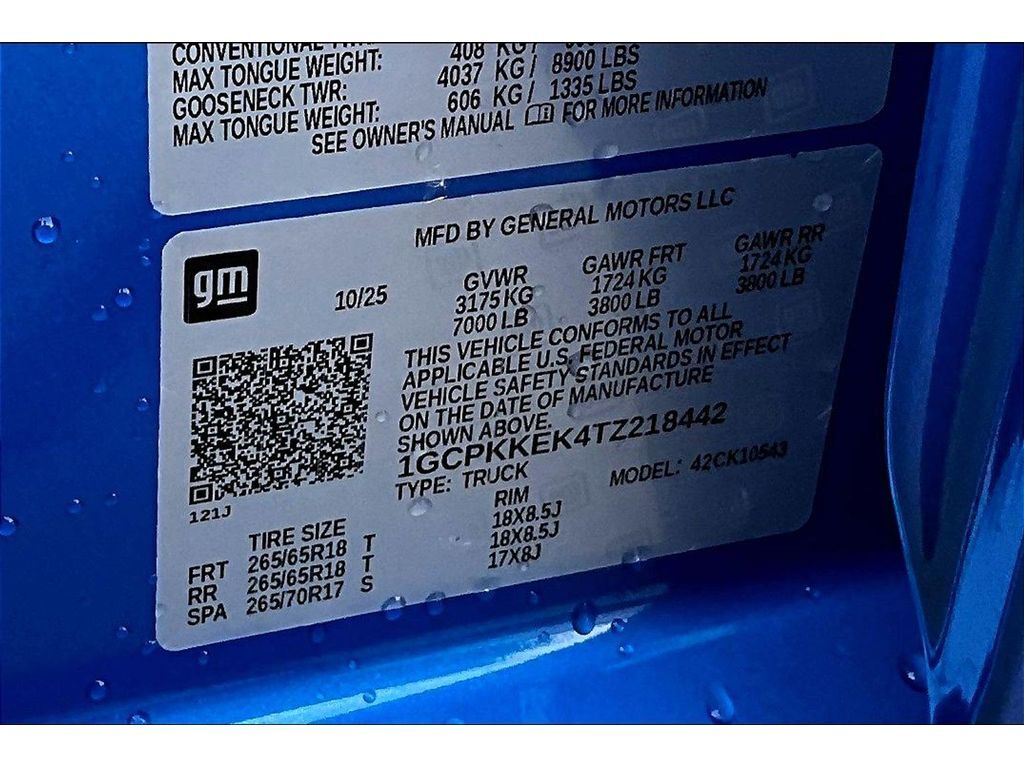 CONVENTIONAL TWR: 408 KG/
MAX TONGUE WEIGHT: 4037 KG/ 8900 LBS
GOOSENECK TWR: 606 KG/ 1335 LBS
MAX TONGUE WEIGHT:
SEE OWNER'S MANUAL FOR MORE INFORMATION
MFD BY GENERAL MOTORS LLC
gm
10/25
GVWR GAWR FRT GAWR RR
3175 KG 1724 KG 1724 KG
7000 LB 3800 LB 3800 LB
THIS VEHICLE CONFORMS TO ALL
APPLICABLE U.S. FEDERAL MOTOR
VEHICLE SAFETY STANDARDS IN EFFECT
ON THE DATE OF MANUFACTURE
SHOWN ABOVE.
1GCPKKEK4TZ218442
TYPE: TRUCK MODEL: 42CK10543
121J
TIRE SIZE RIM
FRT 265/65R18 T 18X8.5J
RR 265/65R18 T 18X8.5J
SPA 265/70R17 S 17X8J